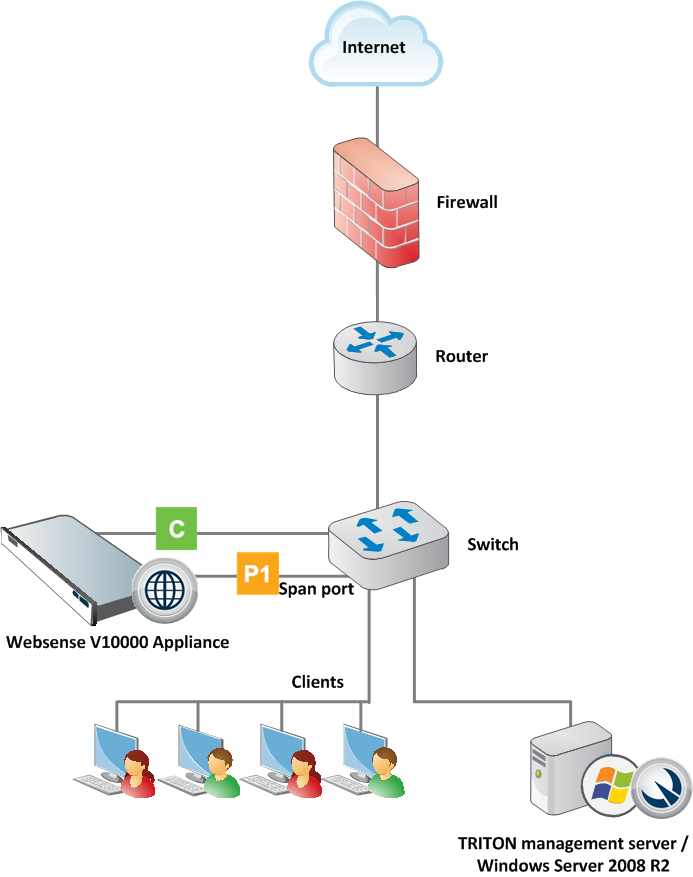 Internet
Firewall
Router
C
Switch
P1
Span port
Websense V10000 Appliance
Clients
TRITON management server /
Windows Server 2008 R2